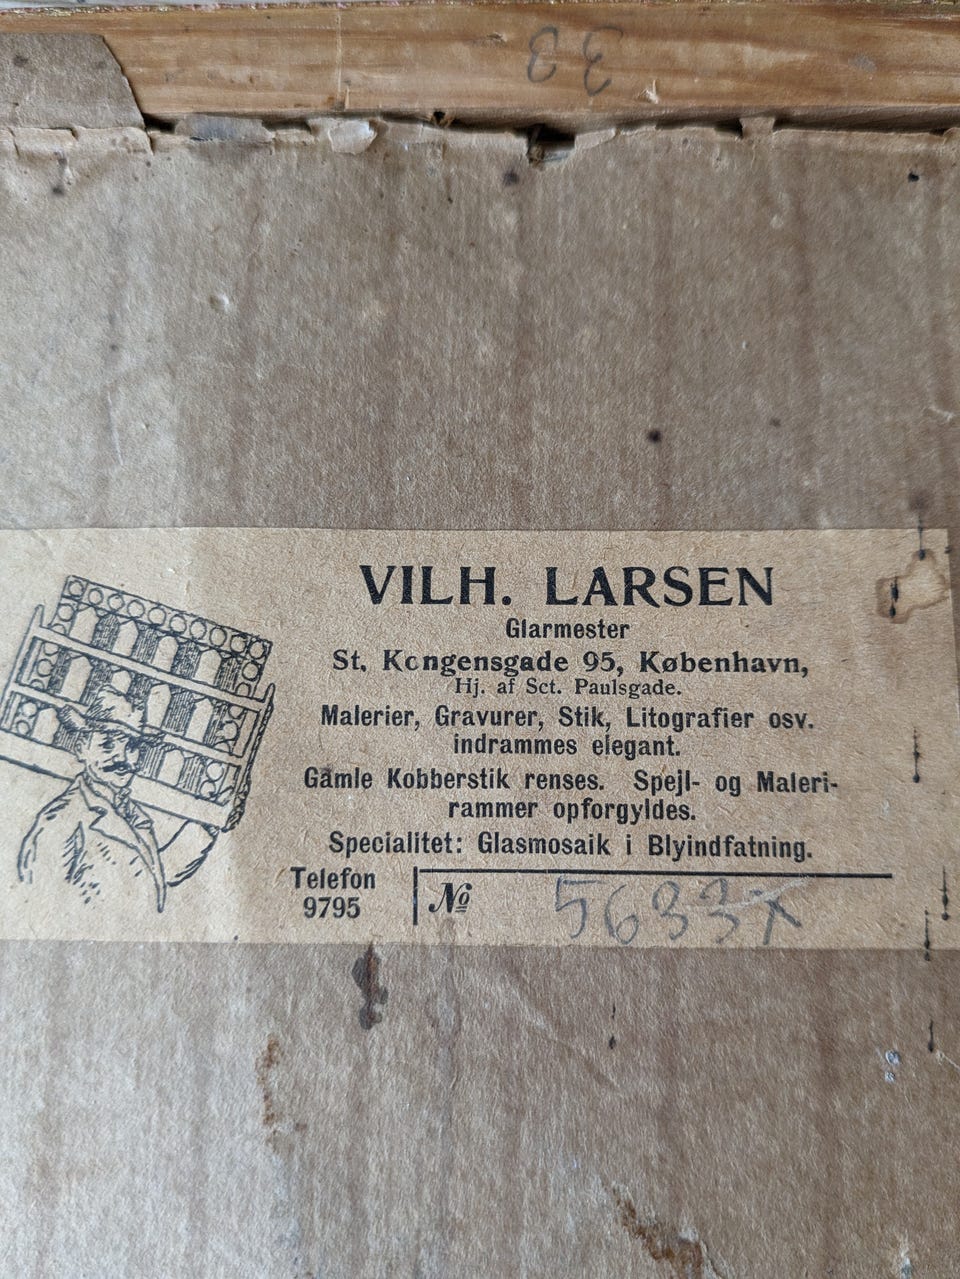 33
VILH. LARSEN
Glarmester
St. Kongensgade 95, København,
Hj. af Sct. Paulsgade.
Malerier, Gravurer, Stik, Litografier osv.
indrammes elegant.
Gamle Kobberstik renses. Spejl- og Maleri-
rammer opforgyldes.
Specialitet: Glasmosaik i Blyindfatning.
Telefon
9795
No 5633